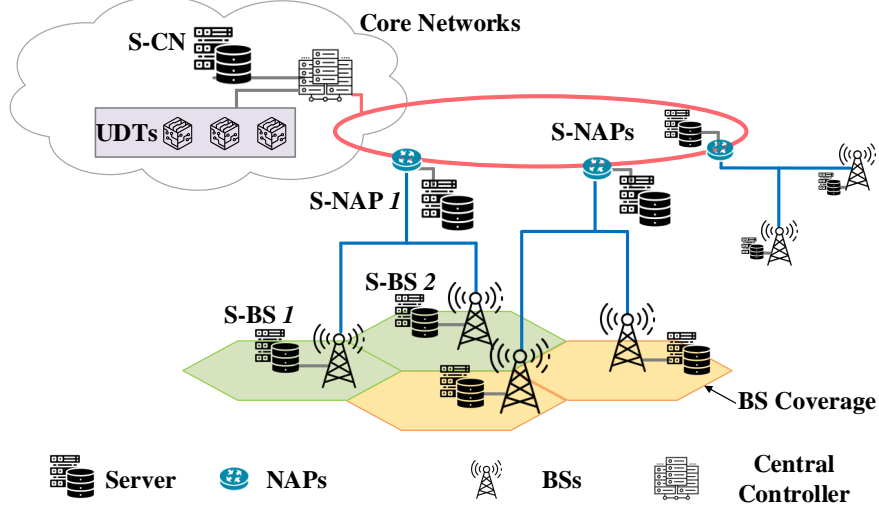 Core Networks
S-CN
UDTs
S-NAPs
S-NAP 1
S-BS 2
S-BS 1
BS Coverage
Server
NAPs
BSs
Central
Controller